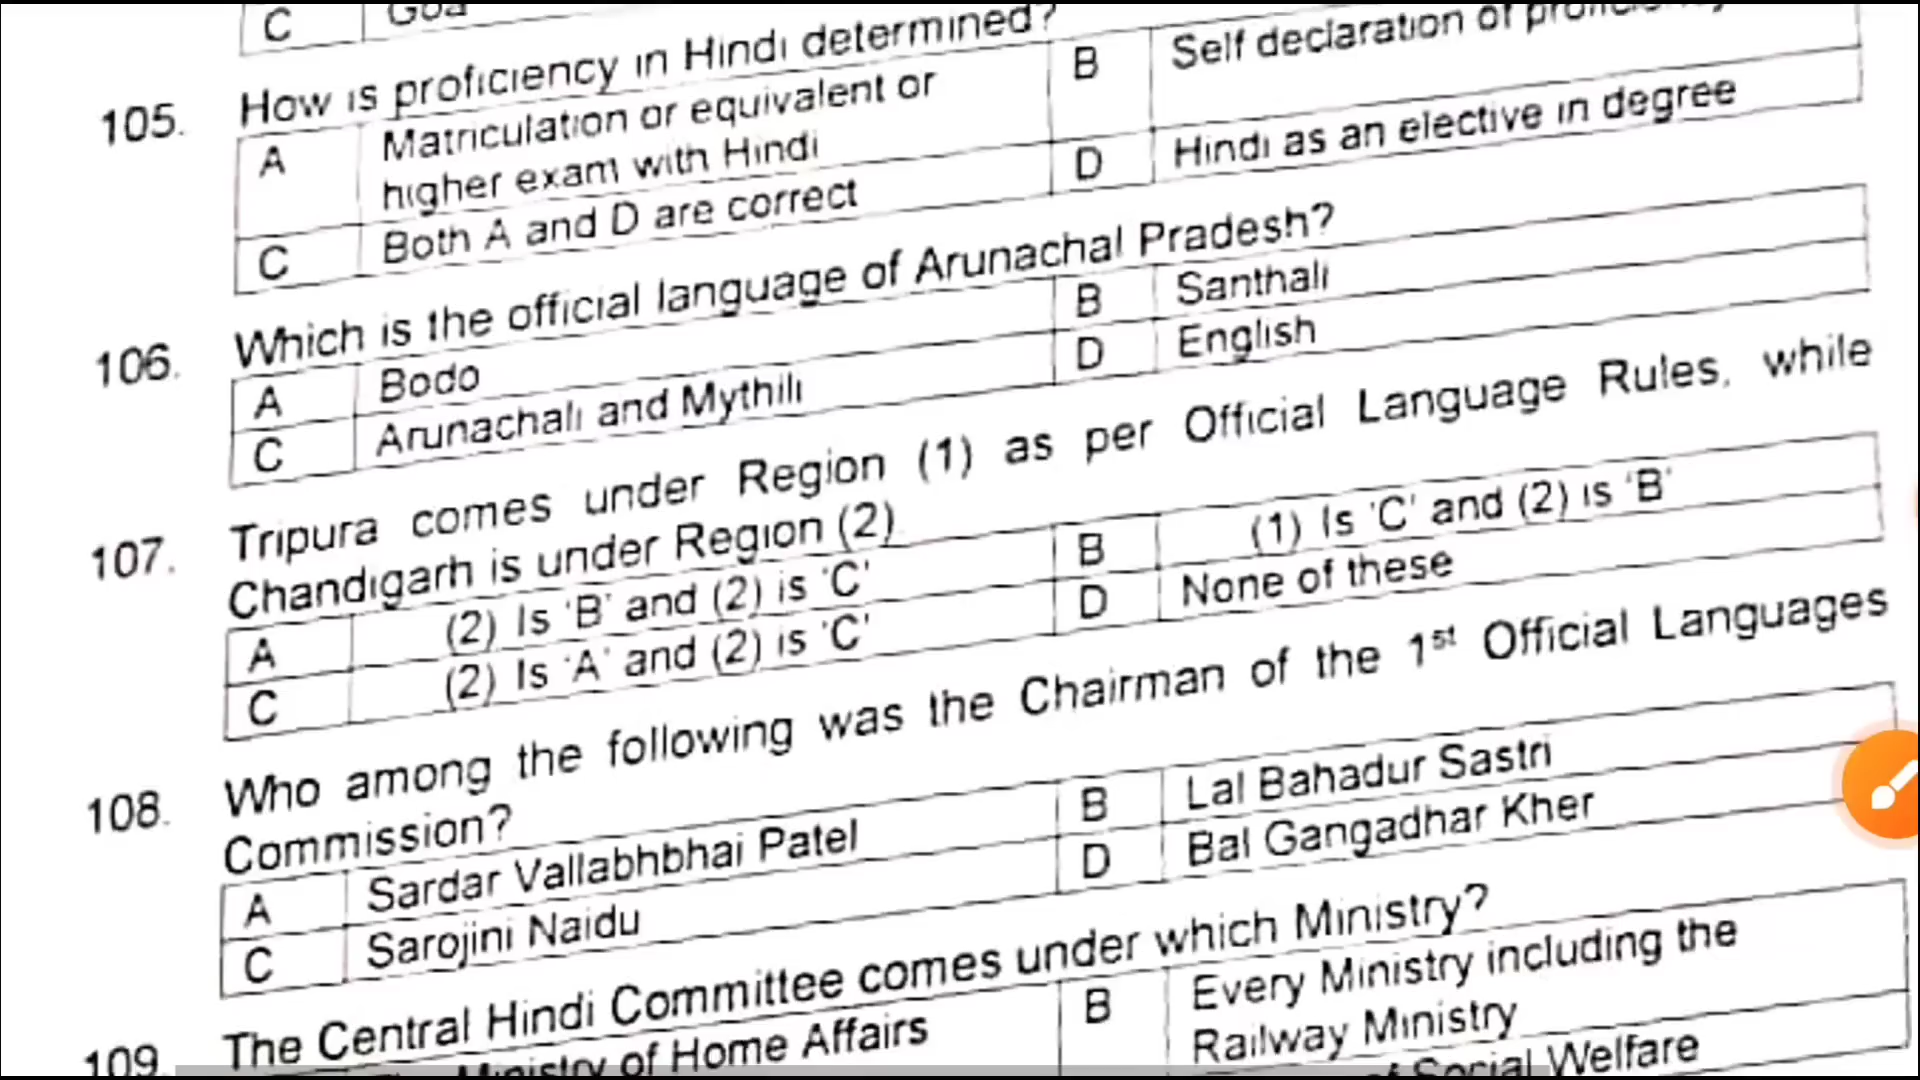 C Goa
105. How is proficiency in Hindi determined?
A Matriculation or equivalent or higher exam with Hindi B Self declaration of proficiency
C Both A and D are correct D Hindi as an elective in degree
106. Which is the official language of Arunachal Pradesh?
A Bodo B Santhali
C Arunachali and Mythili D English
107. Tripura comes under Region (1) as per Official Language Rules, while
Chandigarh is under Region (2)
A (2) Is 'B' and (2) is 'C' B (1) Is 'C' and (2) is 'B'
C (2) Is 'A' and (2) is 'C' D None of these
108. Who among the following was the Chairman of the 1st Official Languages
Commission?
A Sardar Vallabhbhai Patel B Lal Bahadur Sastri
C Sarojini Naidu D Bal Gangadhar Kher
109. The Central Hindi Committee comes under which Ministry?
Ministry of Home Affairs B Every Ministry including the
Railway Ministry
of Social Welfare